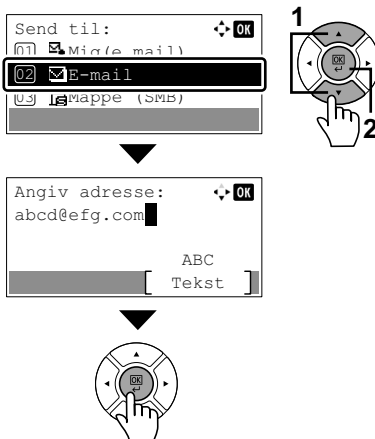 Send til: OK
01 Mig(e mail)
02 E-mail
03 Mappe (SMB)
1
OK
2
Angiv adresse: OK
abcd@efg.com
ABC
[ Tekst ]
OK